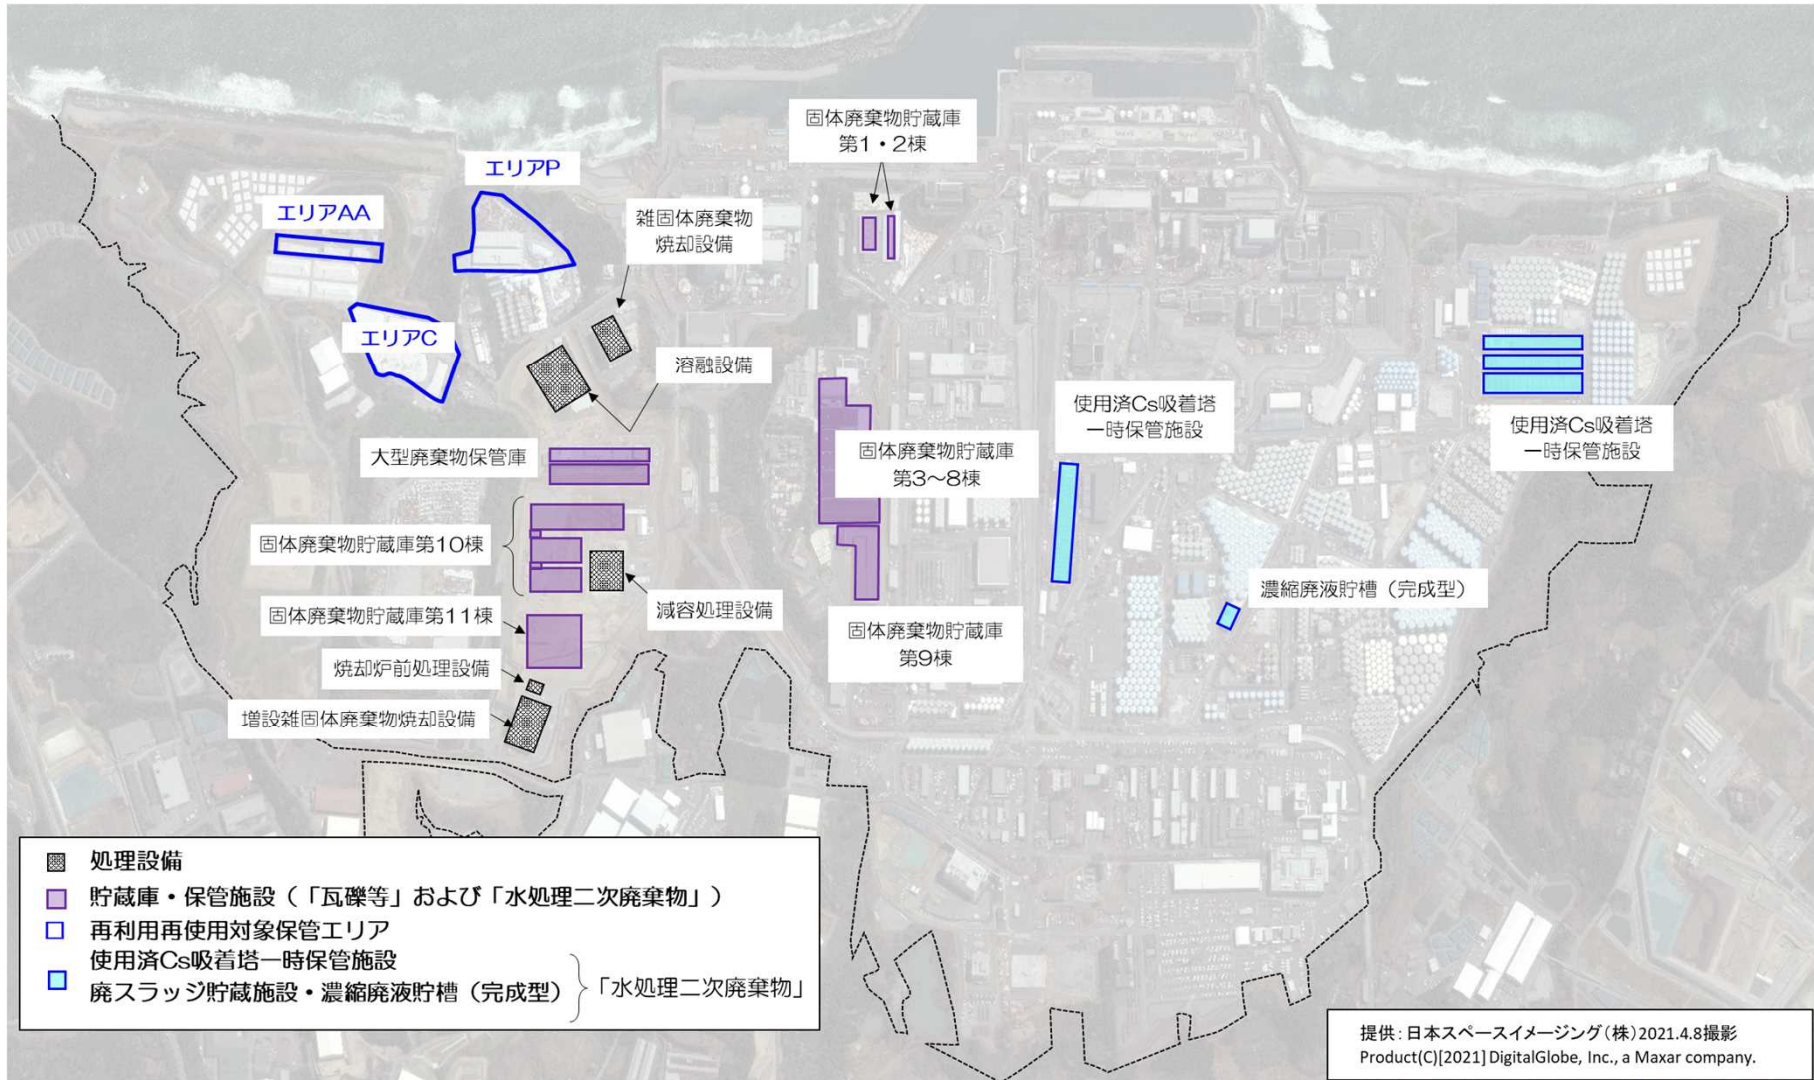 固体廃棄物貯蔵庫
第1・2棟
エリアP
エリアAA
雑固体廃棄物
焼却設備
エリアC
溶融設備
使用済Cs吸着塔
一時保管施設
使用済Cs吸着塔
一時保管施設
大型廃棄物保管庫
固体廃棄物貯蔵庫
第3～8棟
固体廃棄物貯蔵庫第10棟
濃縮廃液貯槽（完成型）
減容処理設備
固体廃棄物貯蔵庫第11棟
固体廃棄物貯蔵庫
第9棟
焼却炉前処理設備
増設雑固体廃棄物焼却設備
処理設備
貯蔵庫・保管施設（「瓦礫等」および「水処理二次廃棄物」）
再利用再使用対象保管エリア
使用済Cs吸着塔一時保管施設
廃スラッジ貯蔵施設・濃縮廃液貯槽（完成型）
「水処理二次廃棄物」
提供：日本スペースイメージング（株）2021.4.8撮影
Product(C)[2021] DigitalGlobe, Inc., a Maxar company.